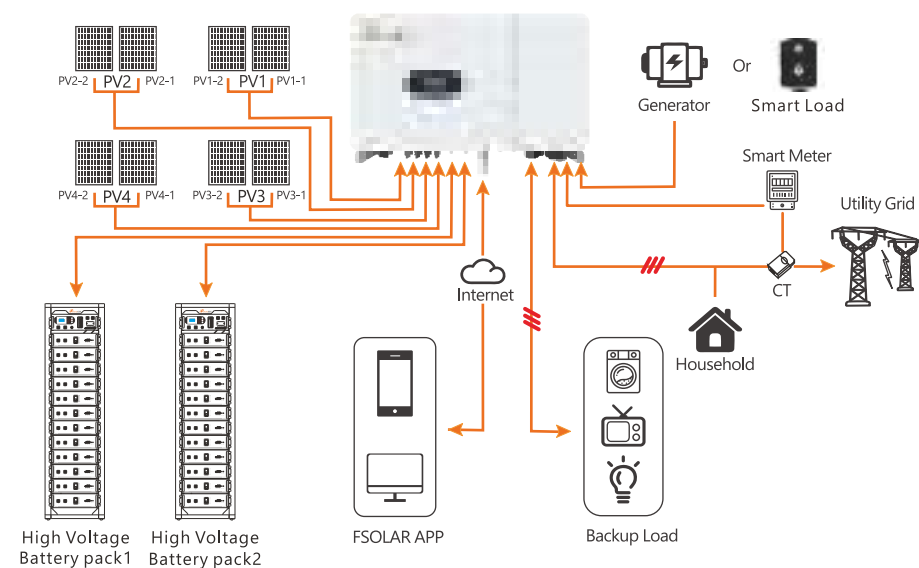 PV2-2 PV2 PV2-1
PV1-2 PV1 PV1-1
PV4-2 PV4 PV4-1
PV3-2 PV3 PV3-1
Generator
Or
Smart Load
Smart Meter
Utility Grid
CT
Household
Internet
High Voltage
Battery pack1
High Voltage
Battery pack2
FSOLAR APP
Backup Load